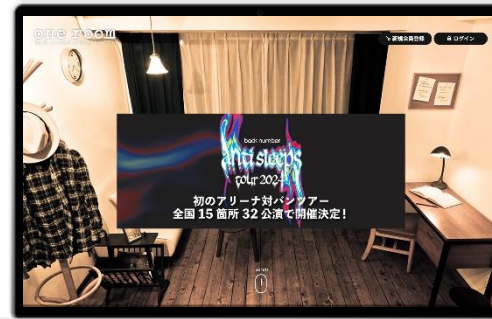 one room
新規会員登録
ログイン
back number
anti sleeps
tour 2024
初のアリーナ対バンツアー
全国15箇所32公演で開催決定！